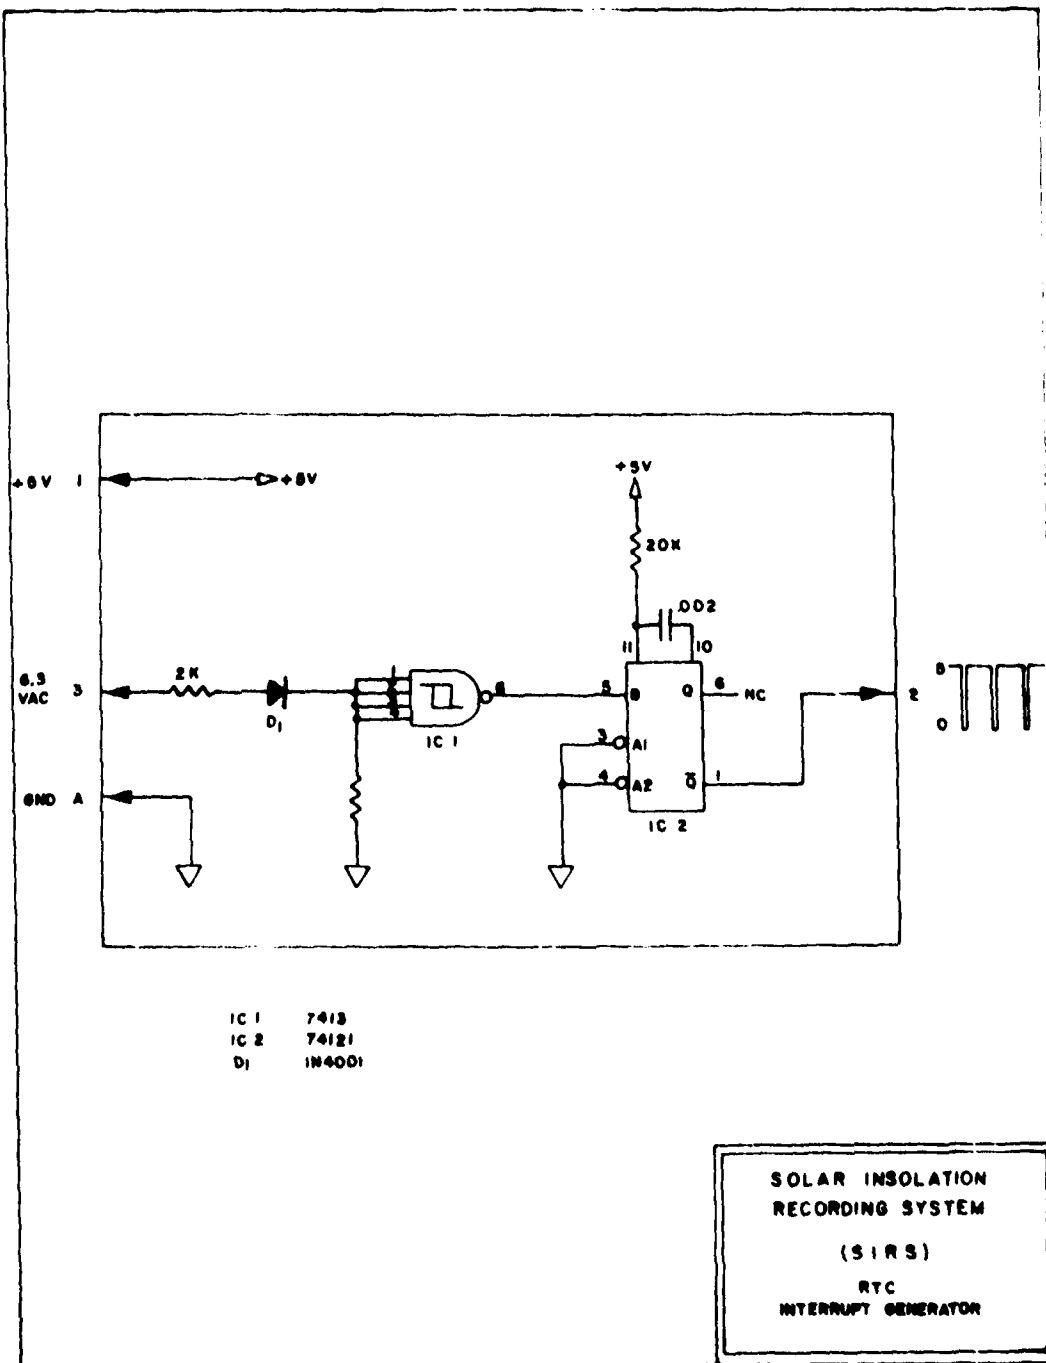 +5V
+5V 1
+5V
20K
.002
11
10
6.3
VAC 3
2K
D1
6
IC 1
5
B
Q
6
NC
2
5
0
3
A1
4
A2
Q̅
1
IC 2
GND A
IC 1 7413
IC 2 74121
D1 1N4001
SOLAR INSOLATION
RECORDING SYSTEM
(SIRS)
RTC
INTERRUPT GENERATOR